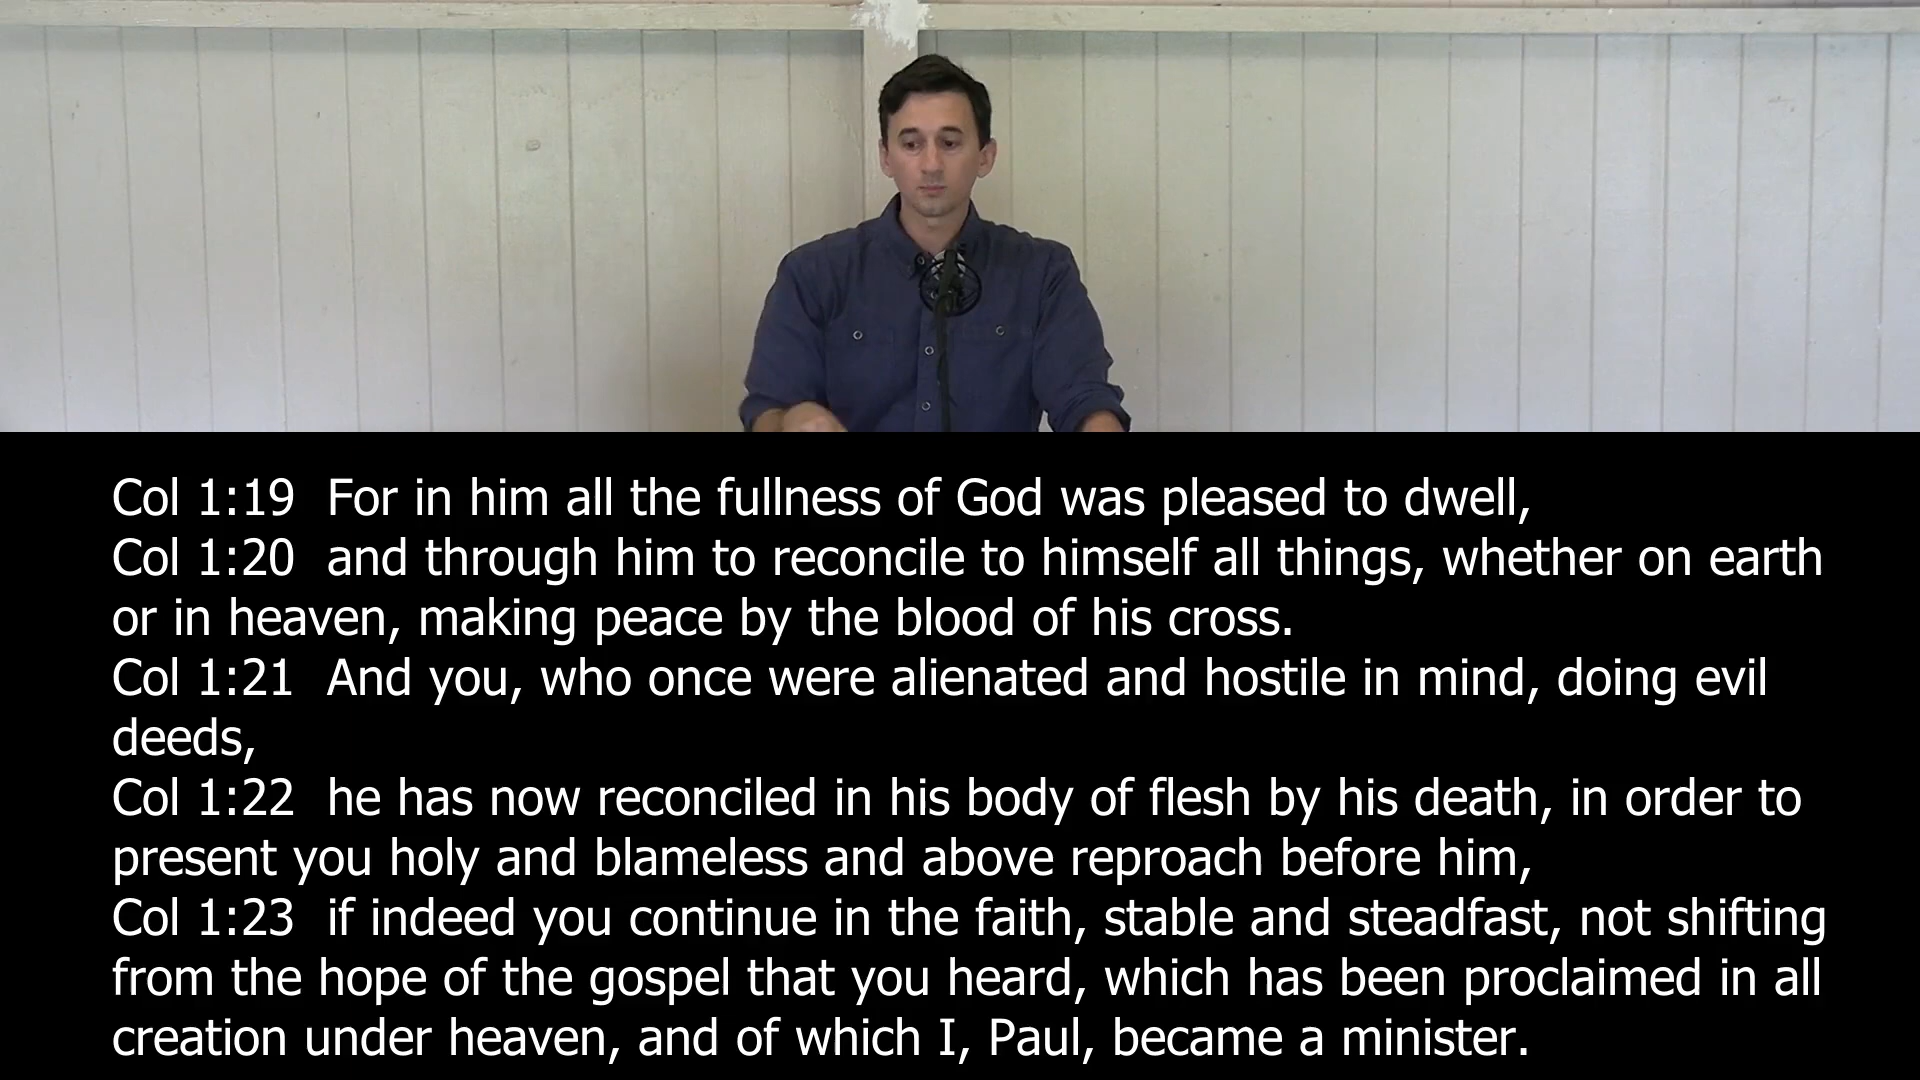 Col 1:19  For in him all the fullness of God was pleased to dwell,
Col 1:20  and through him to reconcile to himself all things, whether on earth
or in heaven, making peace by the blood of his cross.
Col 1:21  And you, who once were alienated and hostile in mind, doing evil
deeds,
Col 1:22  he has now reconciled in his body of flesh by his death, in order to
present you holy and blameless and above reproach before him,
Col 1:23  if indeed you continue in the faith, stable and steadfast, not shifting
from the hope of the gospel that you heard, which has been proclaimed in all
creation under heaven, and of which I, Paul, became a minister.